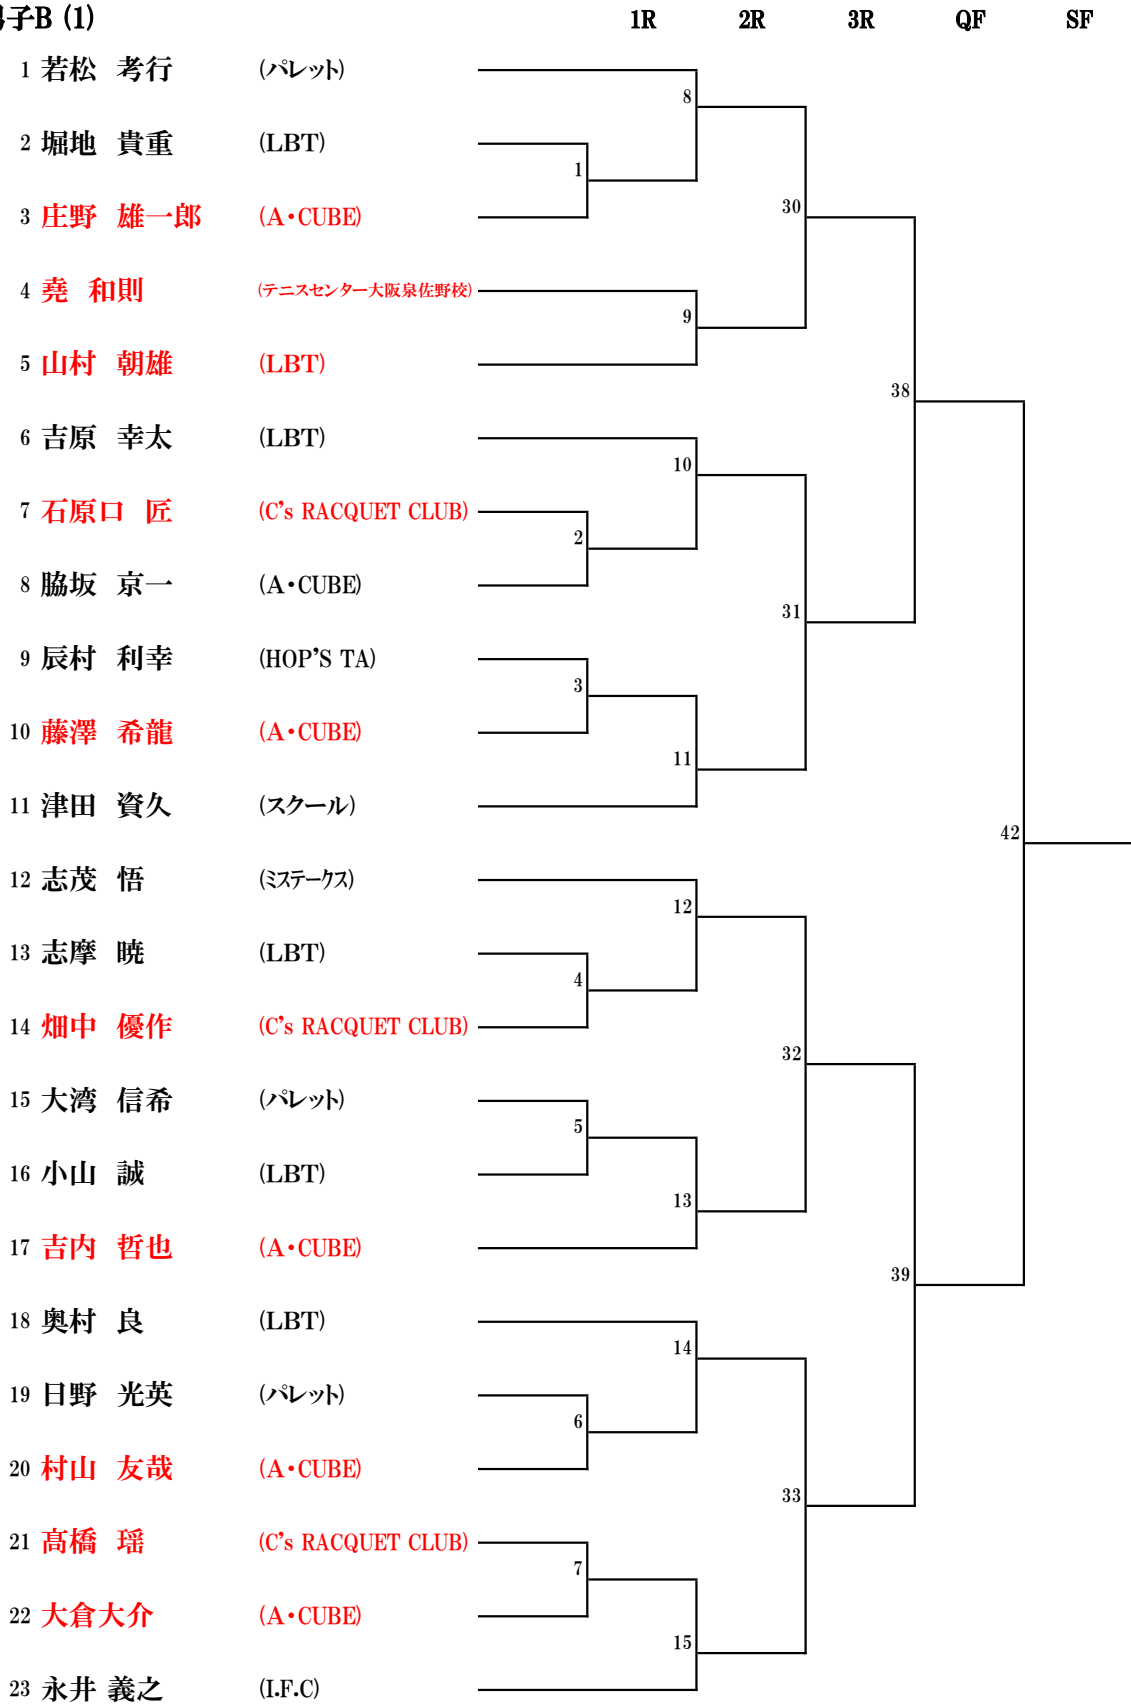 男子B (1) 1R 2R 3R QF SF
1 若松 考行 (パレット)
8
2 堀地 貴重 (LBT)
1
30
3 庄野 雄一郎 (A・CUBE)
4 堯 和則 (テニスセンター大阪泉佐野校)
9
5 山村 朝雄 (LBT)
38
6 吉原 幸太 (LBT)
10
7 石原口 匠 (C's RACQUET CLUB)
2
8 脇坂 京一 (A・CUBE)
31
9 辰村 利幸 (HOP'S TA)
3
10 藤澤 希龍 (A・CUBE)
11
11 津田 資久 (スクール)
42
12 志茂 悟 (ミステークス)
12
13 志摩 暁 (LBT)
4
14 畑中 優作 (C's RACQUET CLUB)
32
15 大湾 信希 (パレット)
5
16 小山 誠 (LBT)
13
17 吉内 哲也 (A・CUBE)
39
18 奥村 良 (LBT)
14
19 日野 光英 (パレット)
6
20 村山 友哉 (A・CUBE)
33
21 髙橋 瑶 (C's RACQUET CLUB)
7
22 大倉大介 (A・CUBE)
15
23 永井 義之 (I.F.C)